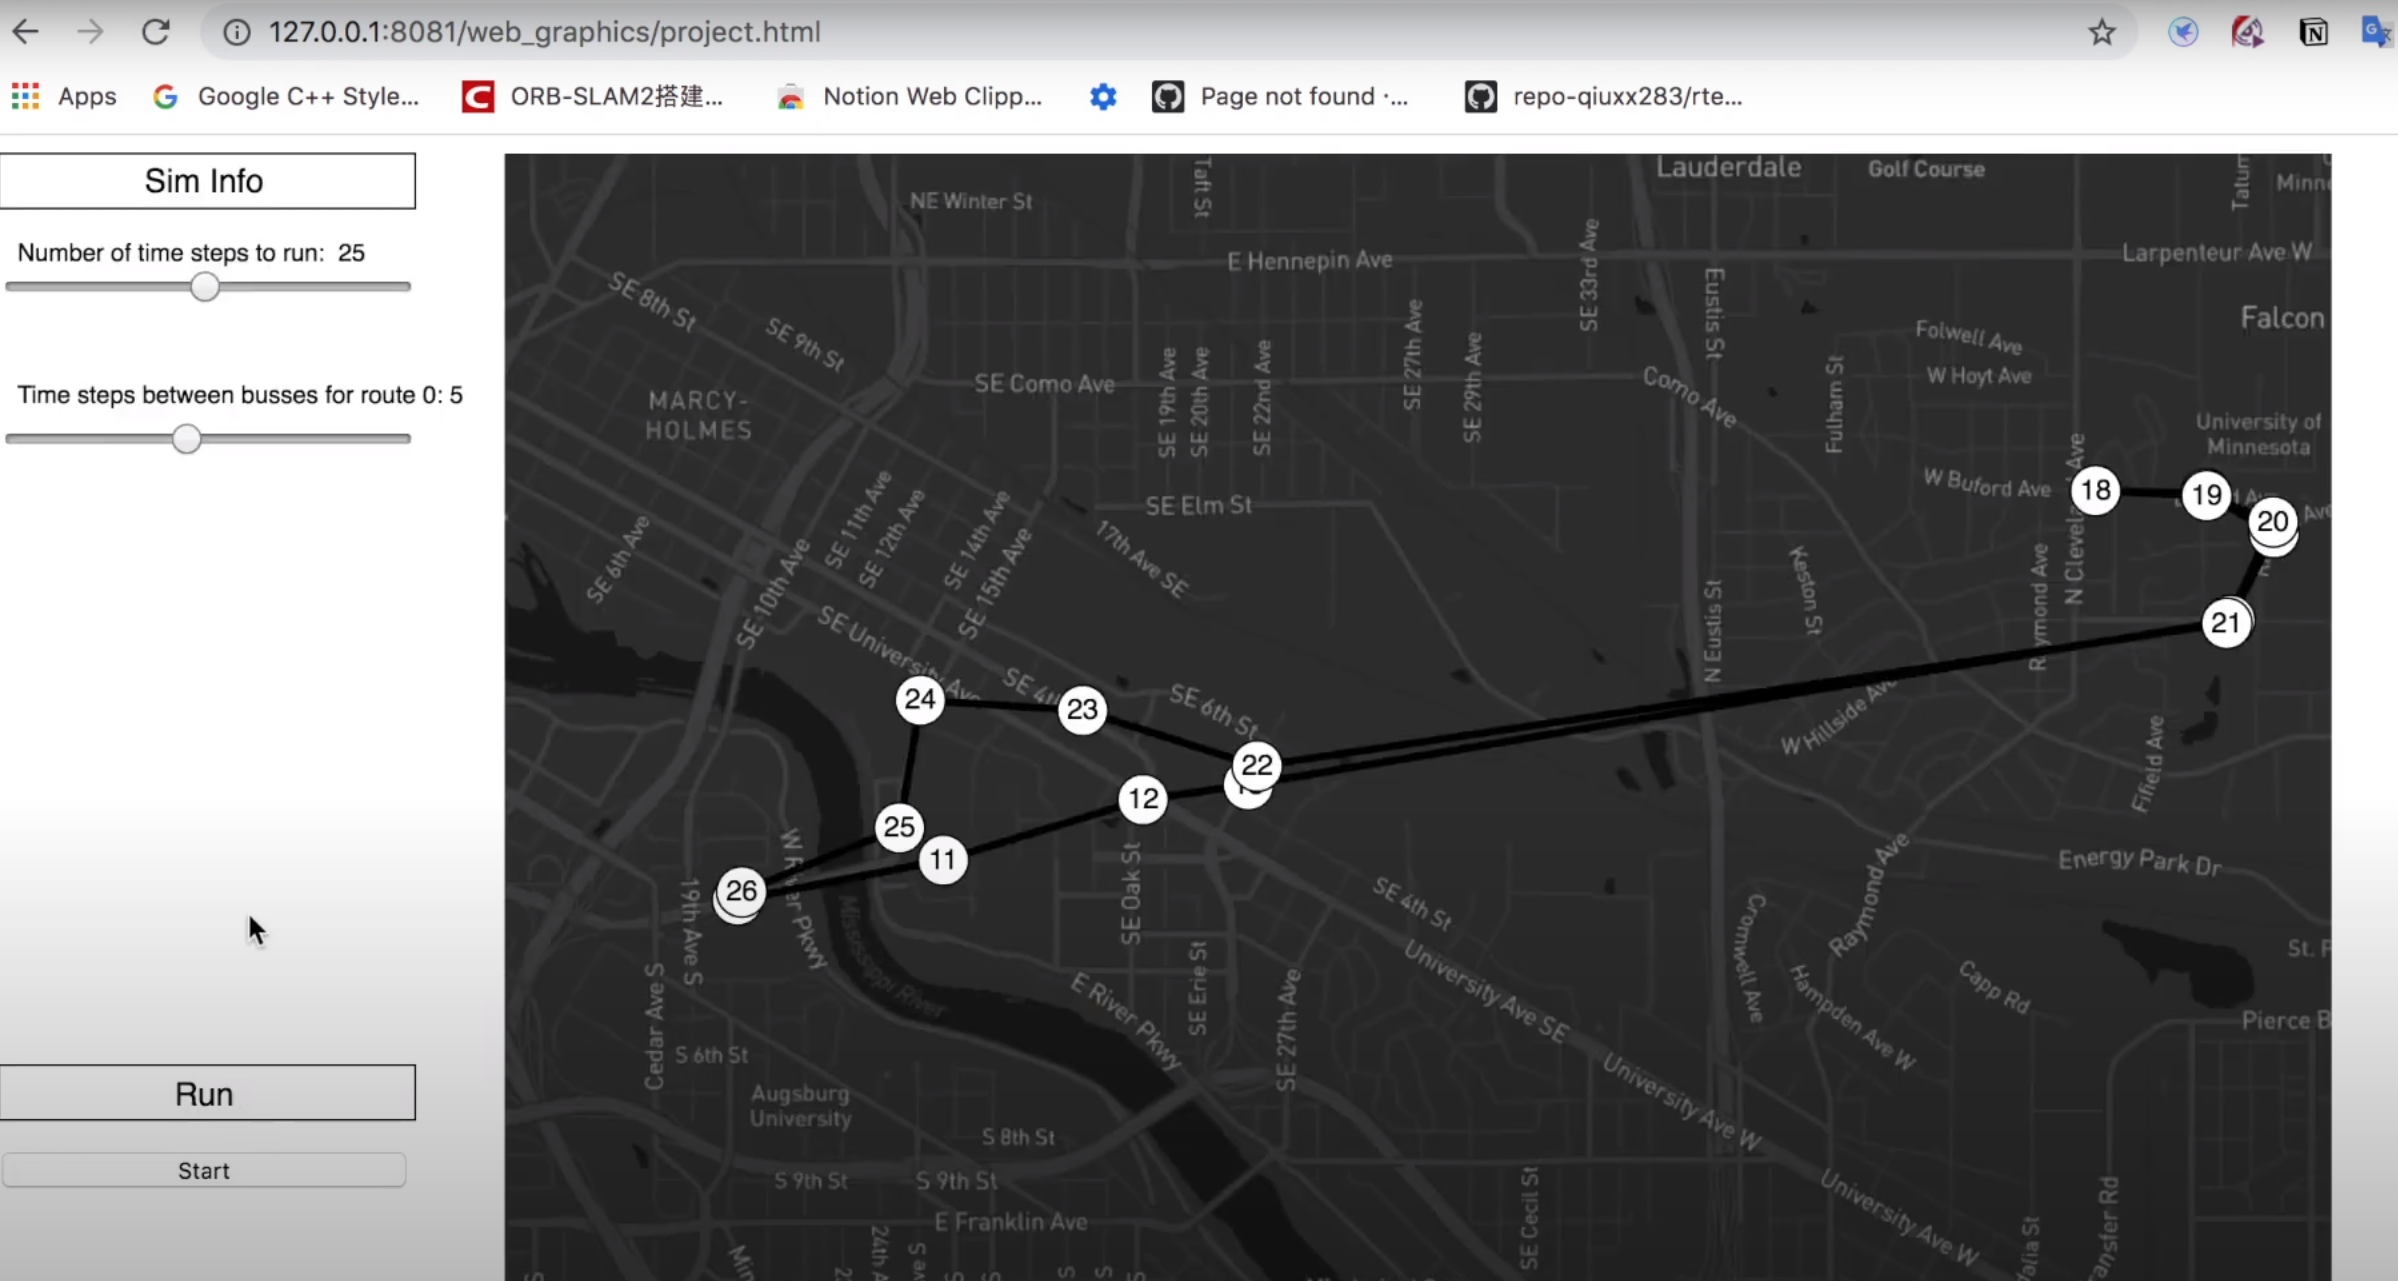 127.0.0.1:8081/web_graphics/project.html
Apps
Google C++ Style...
ORB-SLAM2搭建...
Notion Web Clipp...
Page not found ·...
repo-qiuxx283/rte...
Sim Info
Number of time steps to run: 25
Time steps between busses for route 0: 5
Run
Start
Lauderdale
Golf Course
Taft St
NE Winter St
E Hennepin Ave
Larpenteur Ave W
SE 33rd Ave
Eustis St
SE 8th St
SE 9th St
Falcon
Folwell Ave
W Hoyt Ave
SE Como Ave
Como Ave
SE 19th Ave
SE 20th Ave
SE 22nd Ave
SE 27th Ave
SE 29th Ave
Fulham St
MARCY-
HOLMES
University of
Minnesota
W Buford Ave
SE Elm St
17th Ave SE
SE 6th Ave
SE 10th Ave
SE 11th Ave
SE 12th Ave
SE 14th Ave
SE 15th Ave
Keston St
N Eustis St
Raymond Ave
18
19
20
21
SE University Ave
SE 6th St
24
23
22
12
25
11
26
W Hillside Ave
Fifield Ave
Energy Park Dr
Raymond Ave
SE 4th St
University Ave SE
Cromwell Ave
Hampden Ave W
Capp Rd
St.
Pierce B
W River Pkwy
19th Ave S
Mississippi River
Cedar Ave S
SE Oak St
SE Erie St
E River Pkwy
SE 27th Ave
S 6th St
Augsburg
University
S 8th St
S 9th St
S 9th St
E Franklin Ave
SE Cecil St
University Ave W
University Ave W